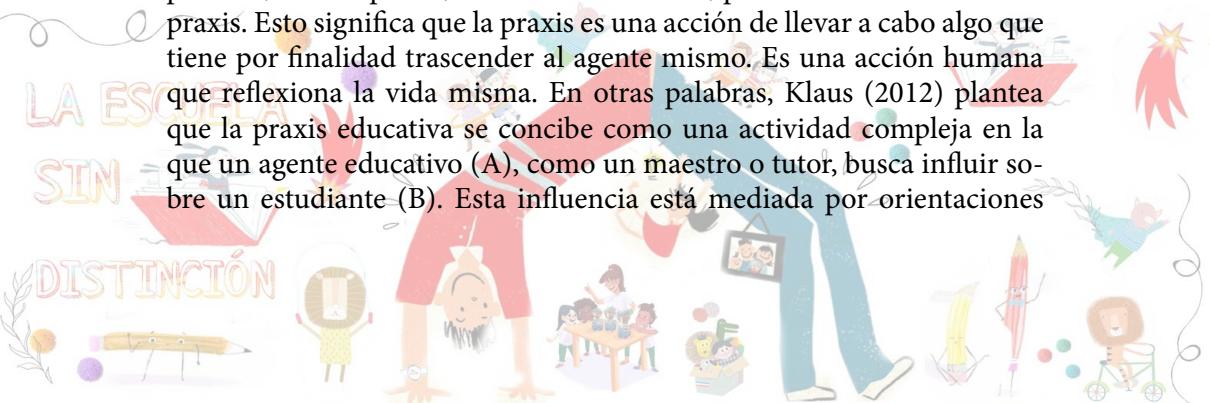 praxis. Esto significa que la praxis es una acción de llevar a cabo algo que
tiene por finalidad trascender al agente mismo. Es una acción humana
que reflexiona la vida misma. En otras palabras, Klaus (2012) plantea
que la praxis educativa se concibe como una actividad compleja en la
que un agente educativo (A), como un maestro o tutor, busca influir so-
bre un estudiante (B). Esta influencia está mediada por orientaciones
LA ESCUELA
SIN
DISTINCIÓN